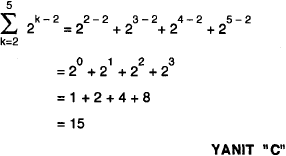 5
∑ 2^(k-2) = 2^(2-2) + 2^(3-2) + 2^(4-2) + 2^(5-2)
k=2
= 2^0 + 2^1 + 2^2 + 2^3
= 1 + 2 + 4 + 8
= 15
YANIT "C"